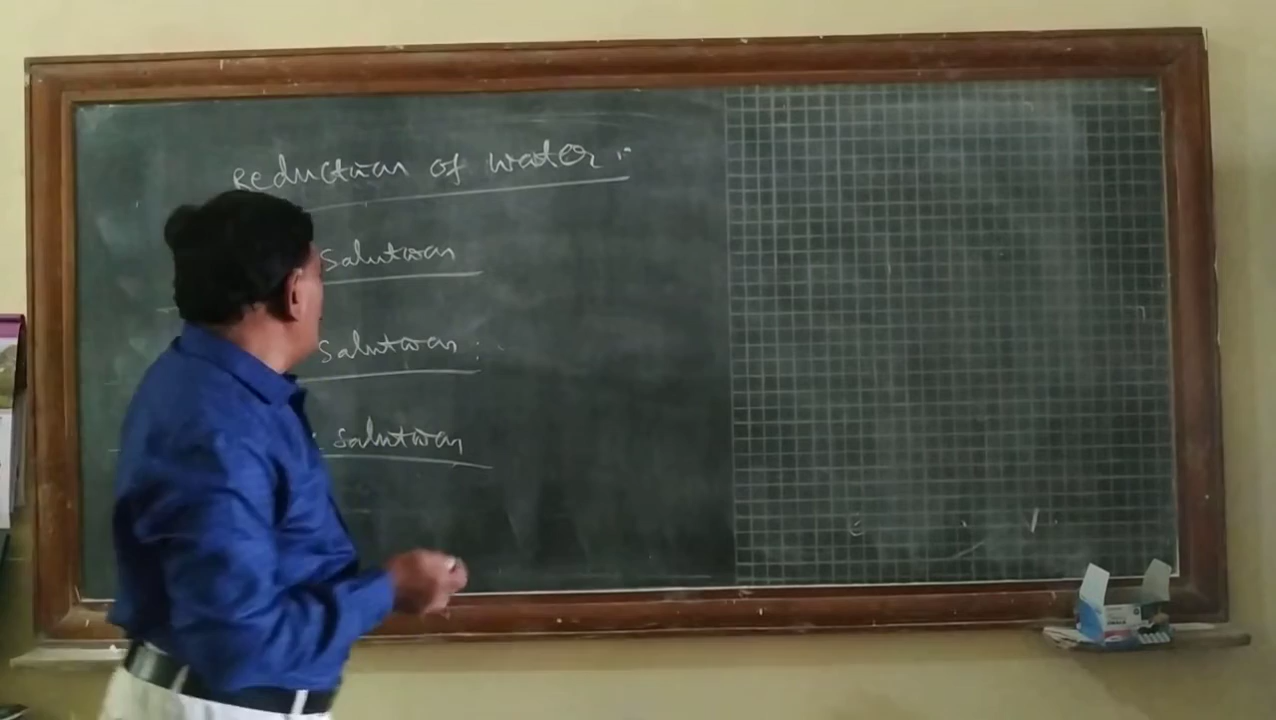 Reduction of water :-
Solution
Solution :
: Solution